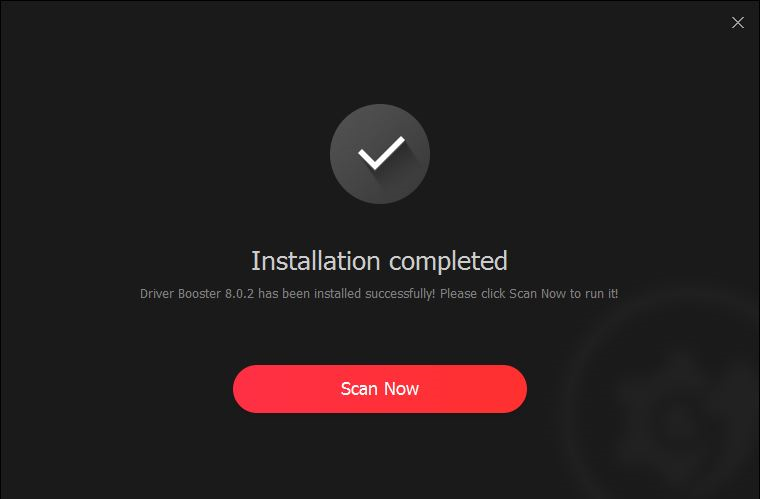 Installation completed
Driver Booster 8.0.2 has been installed successfully! Please click Scan Now to run it!
Scan Now